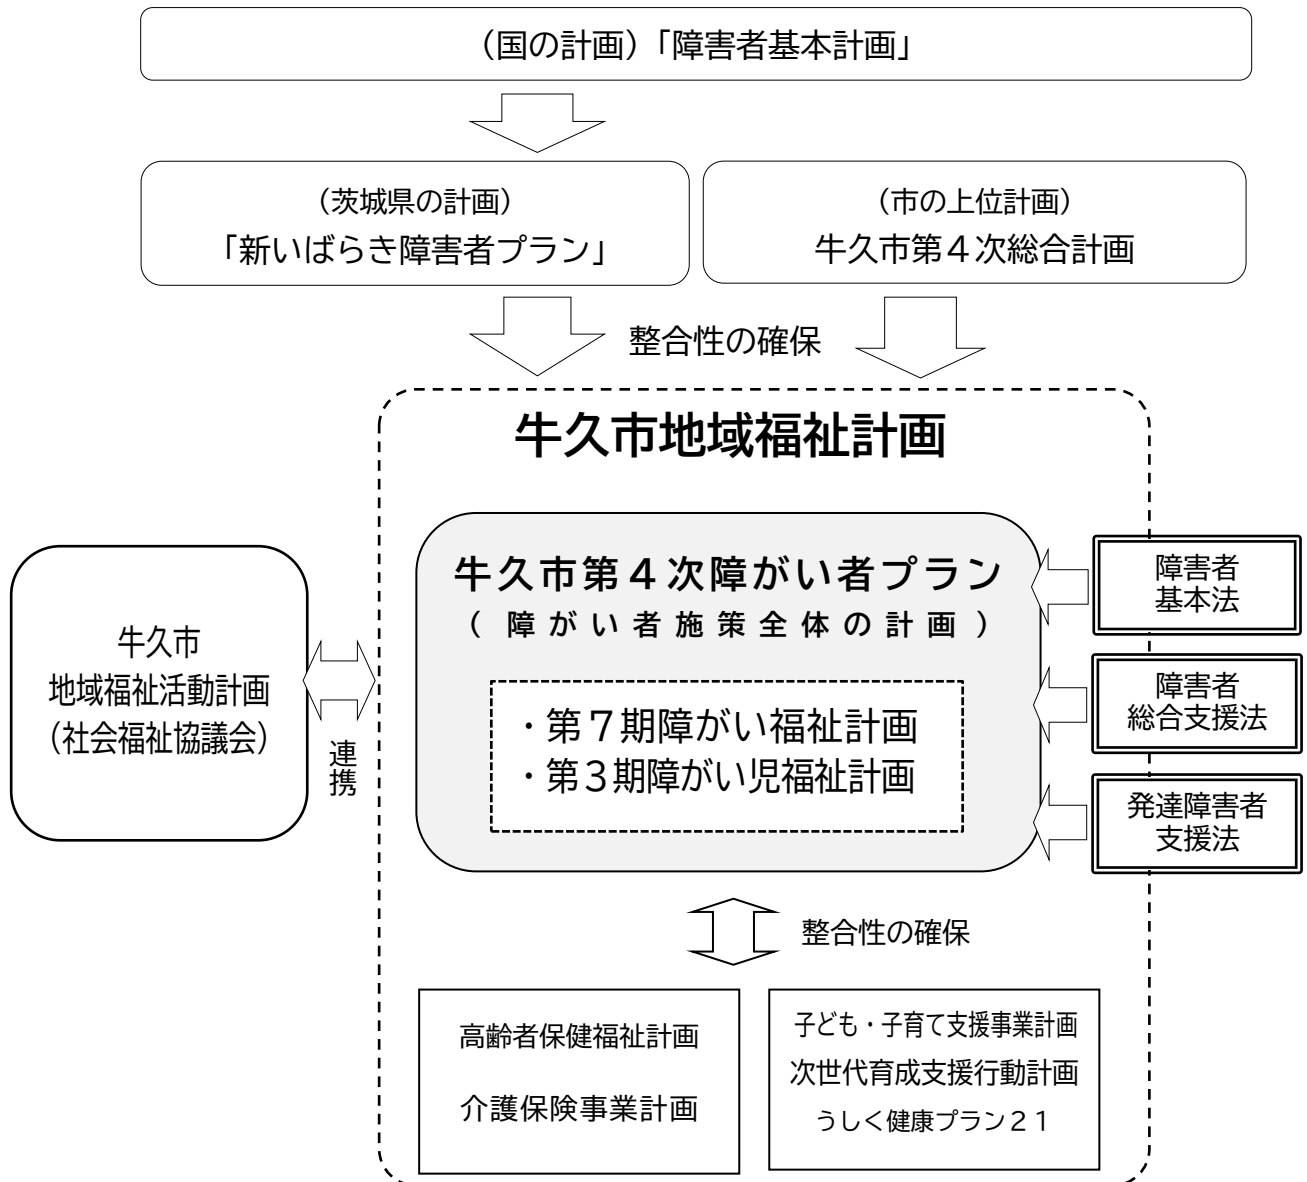 （国の計画）「障害者基本計画」
（茨城県の計画）
「新いばらき障害者プラン」
（市の上位計画）
牛久市第４次総合計画
整合性の確保
牛久市地域福祉計画
牛久市第４次障がい者プラン
（障がい者施策全体の計画）
・第７期障がい福祉計画
・第３期障がい児福祉計画
牛久市
地域福祉活動計画
（社会福祉協議会）
連携
障害者
基本法
障害者
総合支援法
発達障害者
支援法
整合性の確保
高齢者保健福祉計画
介護保険事業計画
子ども・子育て支援事業計画
次世代育成支援行動計画
うしく健康プラン２１